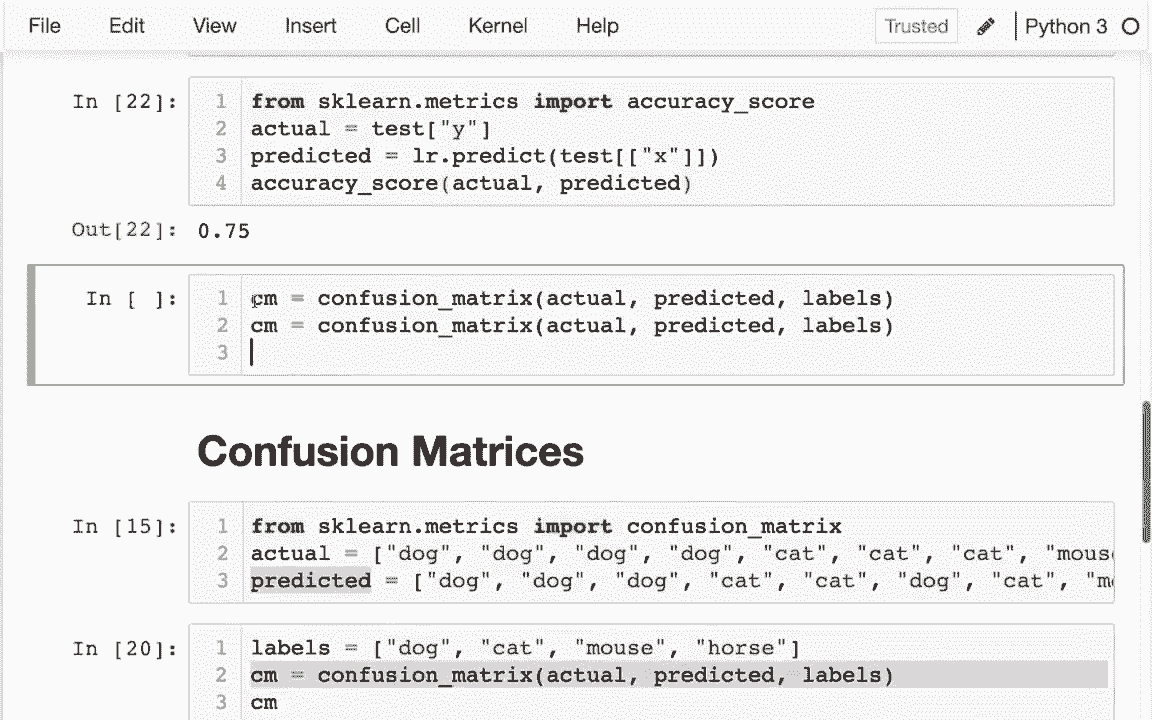 File Edit View Insert Cell Kernel Help Trusted Python 3
In [22]:
1 from sklearn.metrics import accuracy_score
2 actual = test["y"]
3 predicted = lr.predict(test[["x"]])
4 accuracy_score(actual, predicted)
Out[22]: 0.75
In [ ]:
1 cm = confusion_matrix(actual, predicted, labels)
2 cm = confusion_matrix(actual, predicted, labels)
3
Confusion Matrices
In [15]:
1 from sklearn.metrics import confusion_matrix
2 actual = ["dog", "dog", "dog", "dog", "cat", "cat", "cat", "mous
3 predicted = ["dog", "dog", "dog", "cat", "cat", "dog", "cat", "m
In [20]:
1 labels = ["dog", "cat", "mouse", "horse"]
2 cm = confusion_matrix(actual, predicted, labels)
3 cm